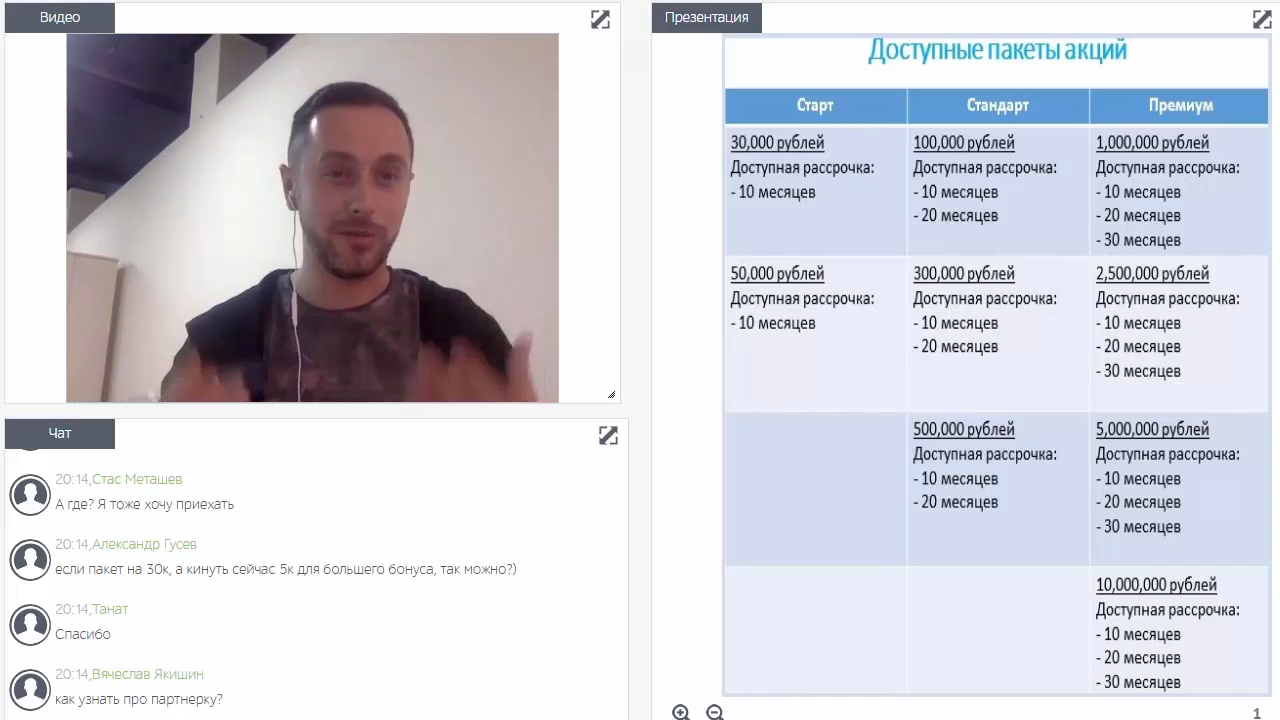 Видео
Чат
20:14,Стас Меташев
А где? Я тоже хочу приехать
20:14,Александр Гусев
если пакет на 30k, а кинуть сейчас 5к для большего бонуса, так можно?)
20:14,Танат
Спасибо
20:14,Вячеслав Якишин
как узнать про партнерку?
Презентация
Доступные пакеты акций
Старт
Стандарт
Премиум
30,000 рублей
Доступная рассрочка:
- 10 месяцев
100,000 рублей
Доступная рассрочка:
- 10 месяцев
- 20 месяцев
1,000,000 рублей
Доступная рассрочка:
- 10 месяцев
- 20 месяцев
- 30 месяцев
50,000 рублей
Доступная рассрочка:
- 10 месяцев
300,000 рублей
Доступная рассрочка:
- 10 месяцев
- 20 месяцев
2,500,000 рублей
Доступная рассрочка:
- 10 месяцев
- 20 месяцев
- 30 месяцев
500,000 рублей
Доступная рассрочка:
- 10 месяцев
- 20 месяцев
5,000,000 рублей
Доступная рассрочка:
- 10 месяцев
- 20 месяцев
- 30 месяцев
10,000,000 рублей
Доступная рассрочка:
- 10 месяцев
- 20 месяцев
- 30 месяцев
1